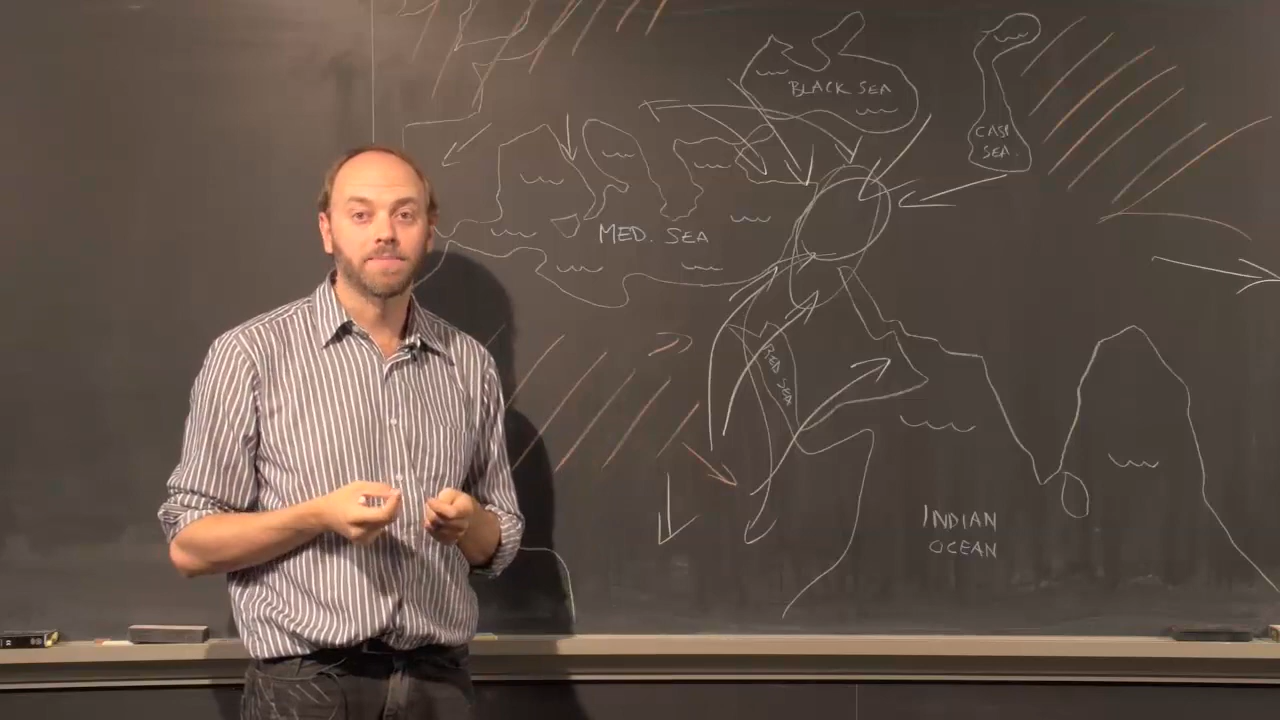 BLACK SEA
CASP
SEA.
MED. SEA
RED SEA
INDIAN
OCEAN